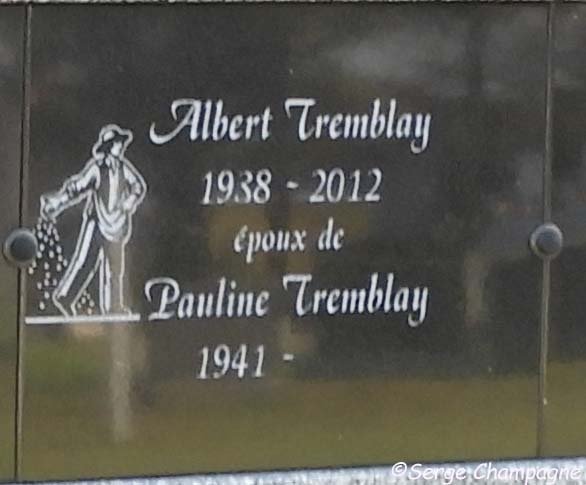 Albert Tremblay
1938 - 2012
époux de
Pauline Tremblay
1941 -
©Serge Champagne